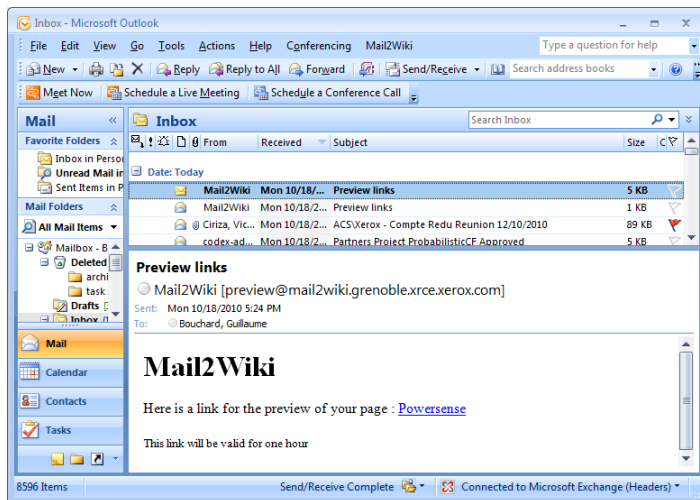 Inbox - Microsoft Outlook
File Edit View Go Tools Actions Help Conferencing Mail2Wiki Type a question for help
New Reply Reply to All Forward Send/Receive Search address books
Meet Now Schedule a Live Meeting Schedule a Conference Call
Mail « Inbox Search Inbox
Favorite Folders From Received Subject Size C
Inbox in Perso
Unread Mail in Date: Today
Sent Items in P Mail2Wiki Mon 10/18/... Preview links 5 KB
Mail Folders Mail2Wiki Mon 10/18/2... Preview links 1 KB
All Mail Items Ciriza, Vic... Mon 10/18/2... ACS\Xerox - Compte Redu Reunion 12/10/2010 89 KB
Mailbox - B codex-ad... Mon 10/18/2... Partners Project ProbabilisticCF Approved 5 KB
Deleted
archi
task
Drafts
Inbox
Preview links
Mail2Wiki [preview@mail2wiki.grenoble.xrce.xerox.com]
Sent: Mon 10/18/2010 5:24 PM
To: Bouchard, Guillaume
Mail
Calendar
Contacts
Tasks
Mail2Wiki
Here is a link for the preview of your page : Powersense
This link will be valid for one hour
8596 Items Send/Receive Complete Connected to Microsoft Exchange (Headers)